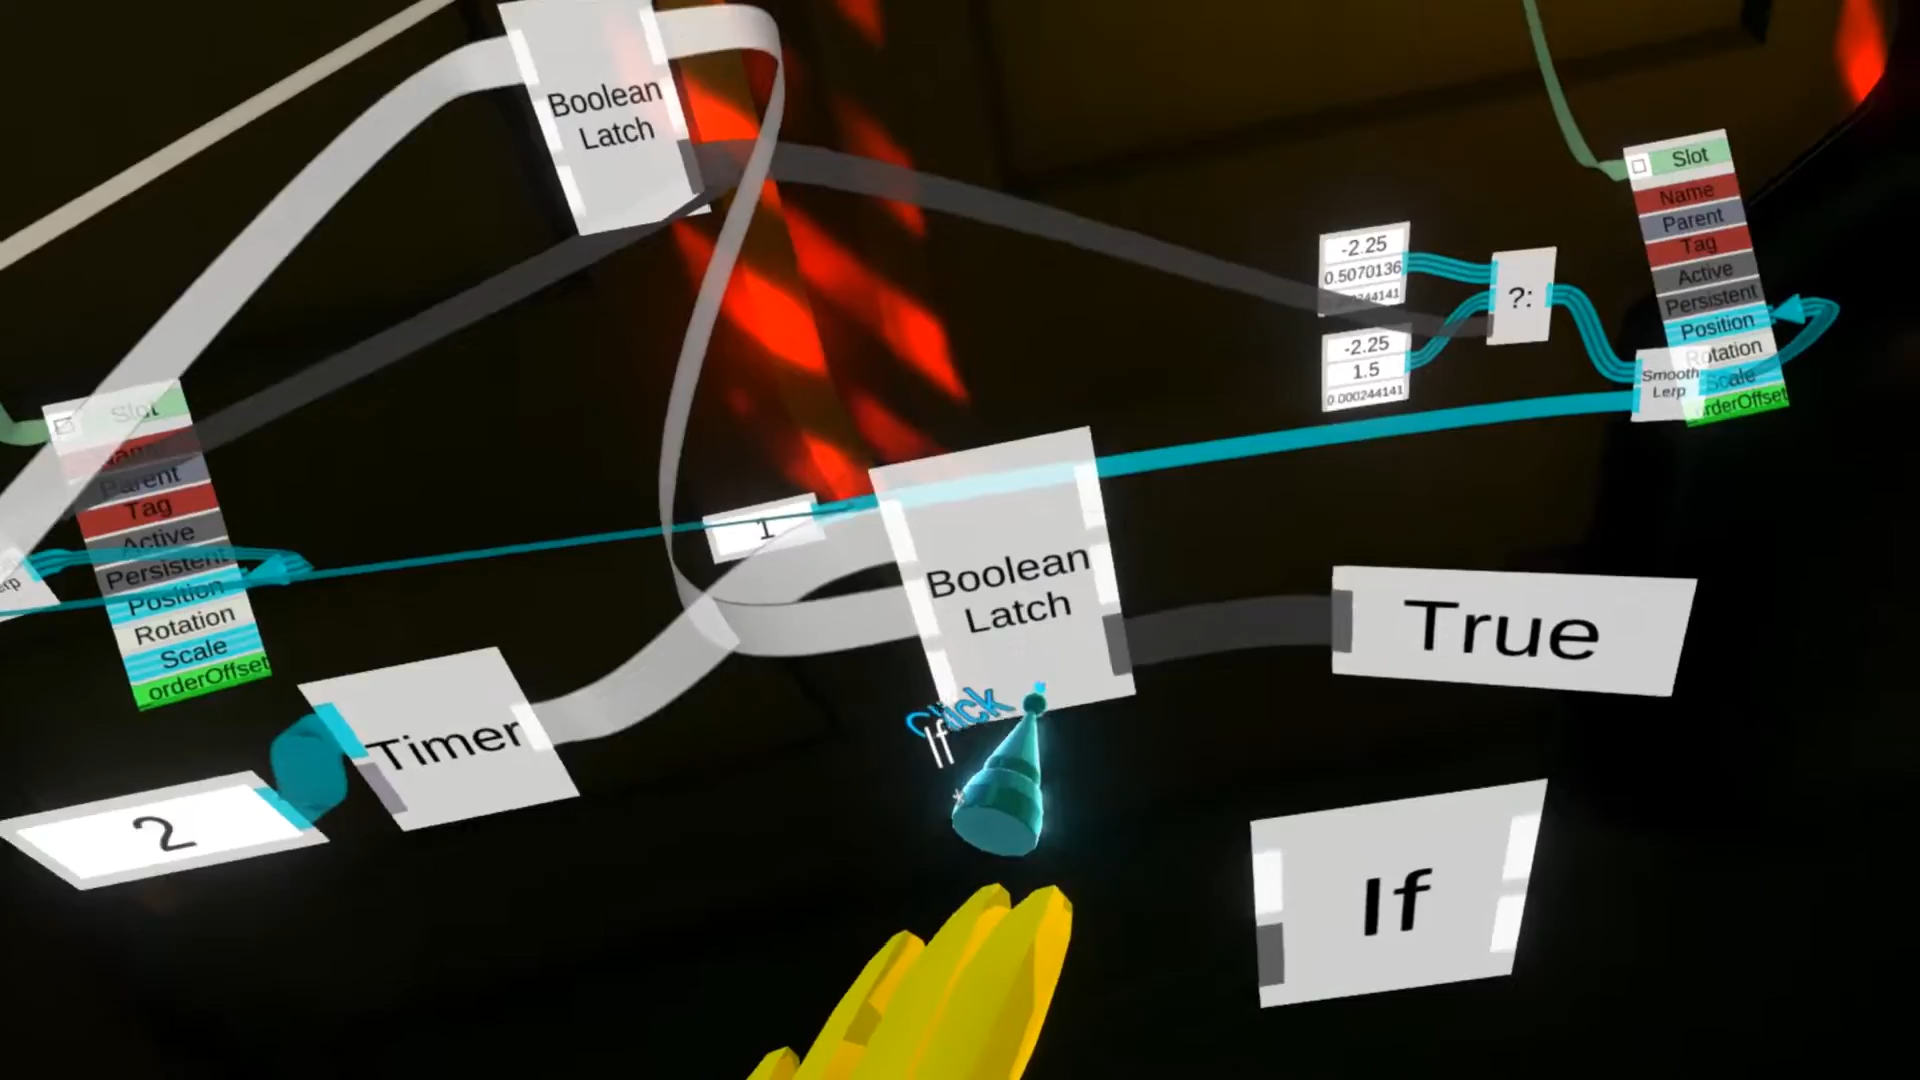 Boolean
Latch
Slot
Name
Parent
Tag
Active
Persistent
Position
Rotation
Scale
orderOffset
-2.25
0.5070136
?:
-2.25
1.5
0.000244141
Smooth
Lerp
Slot
Parent
Tag
Active
Persistent
Position
Rotation
Scale
orderOffset
1
Boolean
Latch
True
Timer
2
Click
If
If